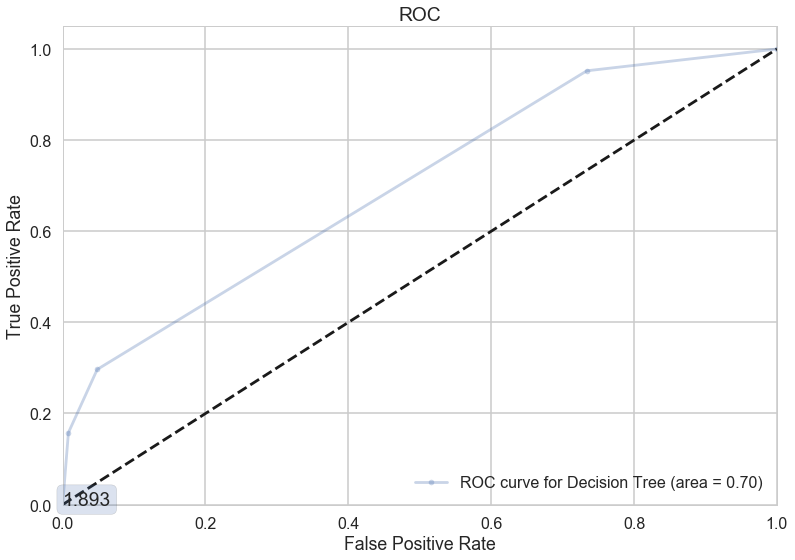 ROC
1.0
0.8
0.6
0.4
0.2
0.0
True Positive Rate
1.893
ROC curve for Decision Tree (area = 0.70)
0.0 0.2 0.4 0.6 0.8 1.0
False Positive Rate